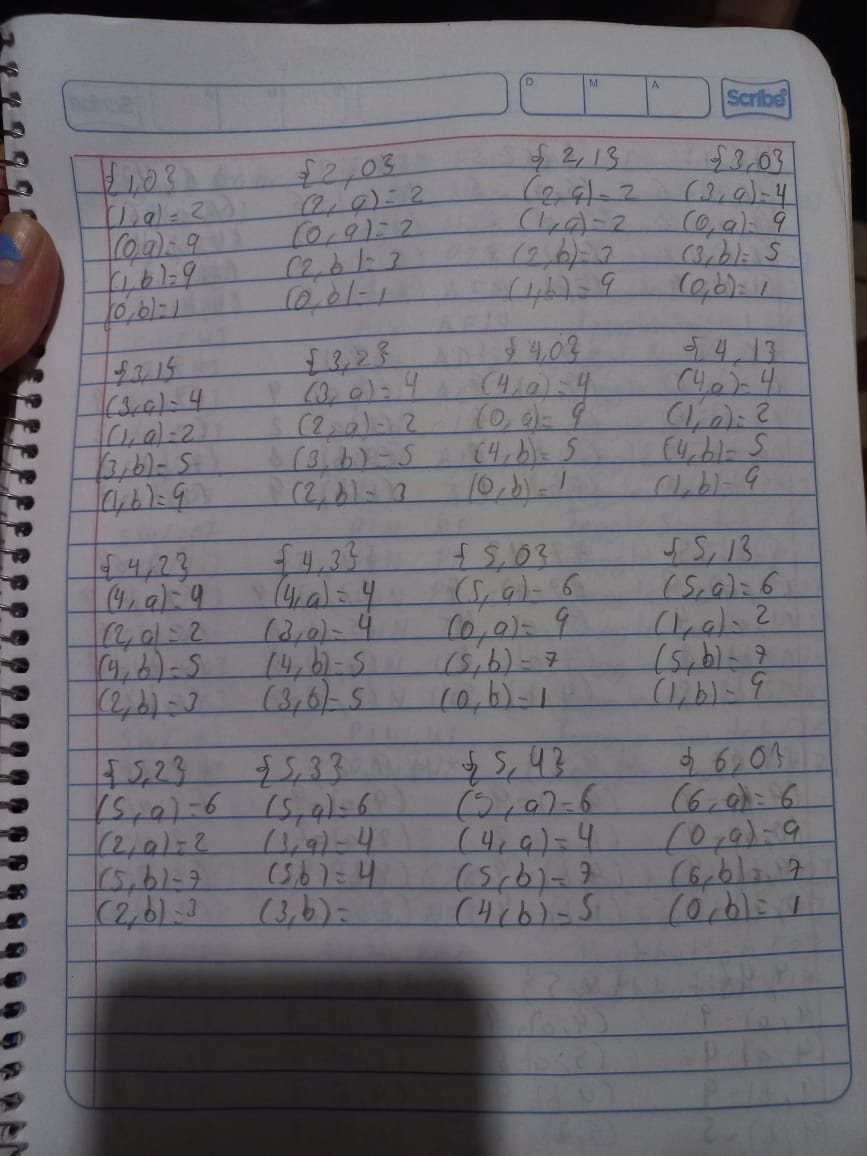 D M A Scribe
{1,0} {2,0} {2,1} {3,0}
(1,a)=2 (2,a)=2 (2,a)=2 (3,a)=4
(0,a)=9 (0,a)=2 (1,a)=2 (0,a)=9
(1,b)=9 (2,b)=3 (2,b)=3 (3,b)=5
(0,b)=1 (0,b)=1 (1,b)=9 (0,b)=1
{3,1} {3,2} {4,0} {4,1}
(3,a)=4 (3,a)=4 (4,a)=4 (4,a)=4
(1,a)=2 (2,a)=2 (0,a)=9 (1,a)=2
(3,b)=5 (3,b)=5 (4,b)=5 (4,b)=5
(1,b)=9 (2,b)=3 (0,b)=1 (1,b)=9
{4,2} {4,3} {5,0} {5,1}
(4,a)=4 (4,a)=4 (5,a)=6 (5,a)=6
(2,a)=2 (3,a)=4 (0,a)=9 (1,a)=2
(4,b)=5 (4,b)=5 (5,b)=7 (5,b)=7
(2,b)=3 (3,b)=5 (0,b)=1 (1,b)=9
{5,2} {5,3} {5,4} {6,0}
(5,a)=6 (5,a)=6 (5,a)=6 (6,a)=6
(2,a)=2 (3,a)=4 (4,a)=4 (0,a)=9
(5,b)=7 (5,b)=4 (5,b)=7 (6,b)=7
(2,b)=3 (3,b)= (4,b)=5 (0,b)=1